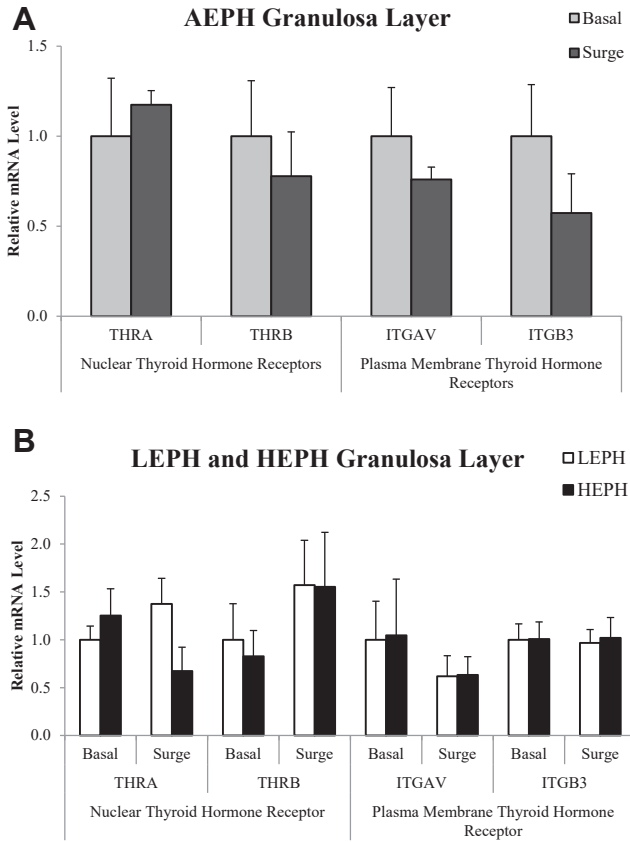 A
AEPH Granulosa Layer
Basal
Surge
Relative mRNA Level
1.5
1.0
0.5
0.0
THRA THRB ITGAV ITGB3
Nuclear Thyroid Hormone Receptors Plasma Membrane Thyroid Hormone
Receptors
B
LEPH and HEPH Granulosa Layer
LEPH
HEPH
Relative mRNA Level
2.5
2.0
1.5
1.0
0.5
0.0
Basal Surge Basal Surge Basal Surge Basal Surge
THRA THRB ITGAV ITGB3
Nuclear Thyroid Hormone Receptor Plasma Membrane Thyroid Hormone
Receptor